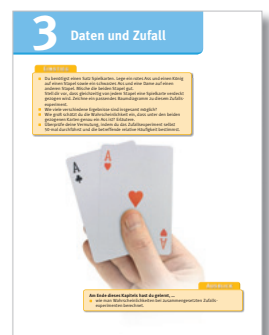 3 Daten und Zufall
Du benötigst einen Satz Spielkarten. Lege ein rotes Ass und einen König
auf einen Stapel sowie ein schwarzes Ass und eine Dame auf einen
anderen Stapel. Mische die beiden Stapel gut.
Stell dir vor, dass gleichzeitig von jedem Stapel eine Spielkarte verdeckt
gezogen wird. Zeichne ein passendes Baumdiagramm zu diesem Zufalls-
experiment.
Wie viele verschiedene Ergebnisse sind insgesamt möglich?
Wie groß schätzt du die Wahrscheinlichkeit ein, dass unter den beiden
gezogenen Karten genau ein Ass ist? Erläutere.
Überprüfe deine Vermutung, indem du das Zufallsexperiment selbst
50-mal durchführst und die betreffende relative Häufigkeit bestimmst.
A
A
A
Am Ende dieses Kapitels hast du gelernt, ...
wie man Wahrscheinlichkeiten bei zusammengesetzten Zufalls-
experimenten berechnet.